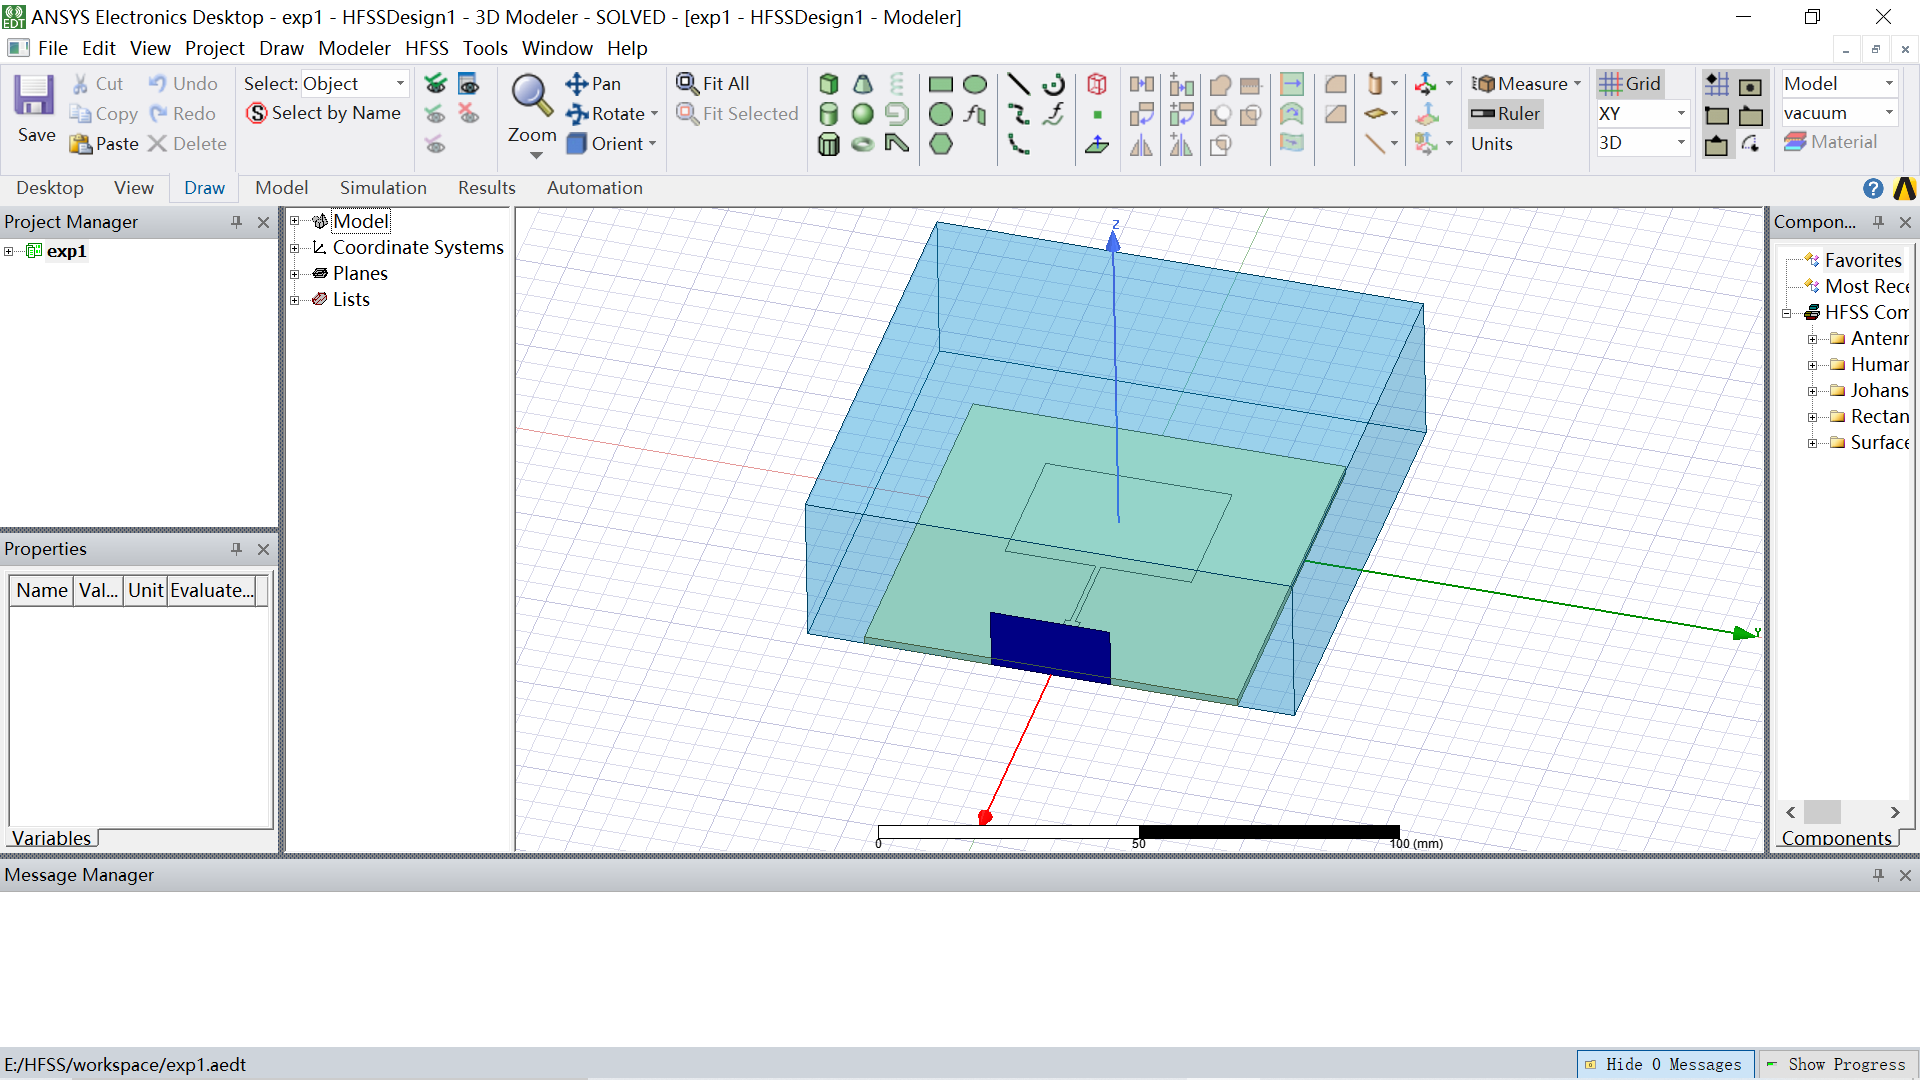 ANSYS Electronics Desktop - exp1 - HFSSDesign1 - 3D Modeler - SOLVED - [exp1 - HFSSDesign1 - Modeler]
File Edit View Project Draw Modeler HFSS Tools Window Help
Save
Cut
Copy
Paste
Undo
Redo
Delete
Select: Object
Select by Name
Zoom
Pan
Rotate
Orient
Fit All
Fit Selected
Measure
Ruler
Units
Grid
XY
3D
Model
vacuum
Material
Desktop View Draw Model Simulation Results Automation
Project Manager
exp1
Properties
Name Val... Unit Evaluate...
Variables
Model
Coordinate Systems
Planes
Lists
Z
Y
0 50 100 (mm)
Compon...
Favorites
Most Rece
HFSS Com
Antenn
Human
Johans
Rectan
Surface
Components
Message Manager
E:/HFSS/workspace/exp1.aedt
Hide 0 Messages
Show Progress